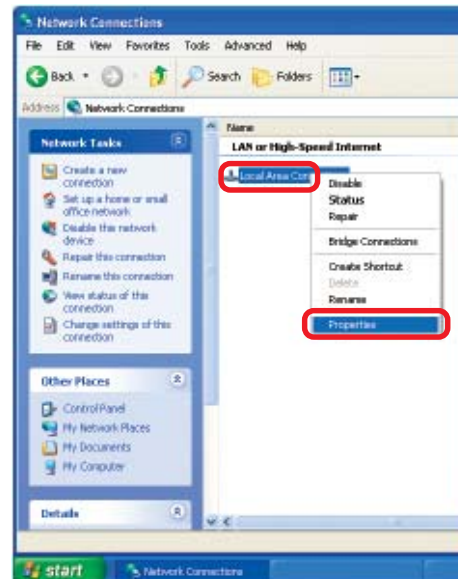 Network Connections
File Edit View Favorites Tools Advanced Help
Back Search Folders
Address Network Connections
Network Tasks
Create a new
connection
Set up a home or small
office network
Disable this network
device
Repair this connection
Rename this connection
View status of this
connection
Change settings of this
connection
Other Places
Control Panel
My Network Places
My Documents
My Computer
Details
Name
LAN or High-Speed Internet
Local Area Con
Disable
Status
Repair
Bridge Connections
Create Shortcut
Delete
Rename
Properties
start Network Connections